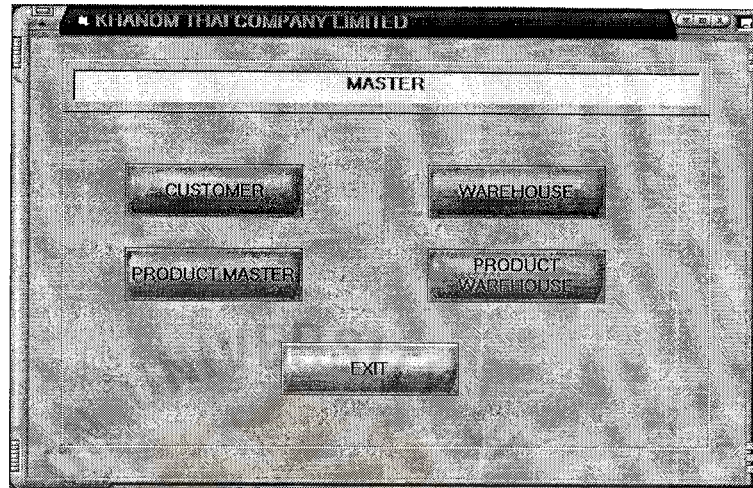 KHANOM THAI COMPANY LIMITED
MASTER
CUSTOMER
WAREHOUSE
PRODUCT MASTER
PRODUCT
WAREHOUSE
EXIT